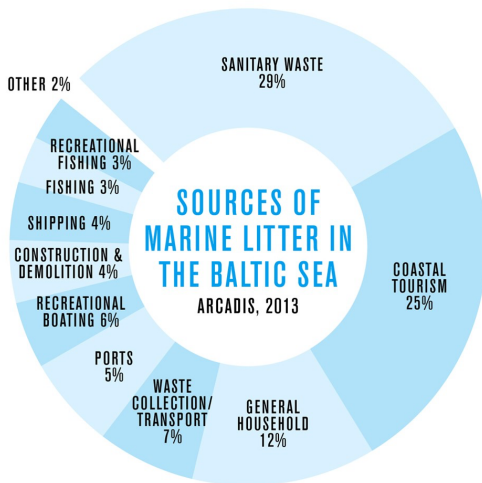 SOURCES OF
MARINE LITTER IN
THE BALTIC SEA
ARCADIS, 2013
SANITARY WASTE
29%
COASTAL
TOURISM
25%
GENERAL
HOUSEHOLD
12%
WASTE
COLLECTION/
TRANSPORT
7%
PORTS
5%
RECREATIONAL
BOATING 6%
CONSTRUCTION &
DEMOLITION 4%
SHIPPING 4%
FISHING 3%
RECREATIONAL
FISHING 3%
OTHER 2%